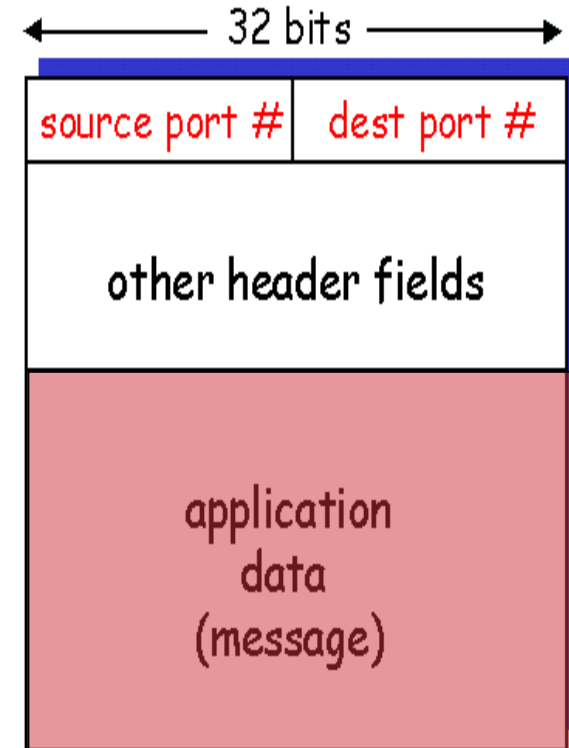 32 bits
source port # dest port #
other header fields
application
data
(message)